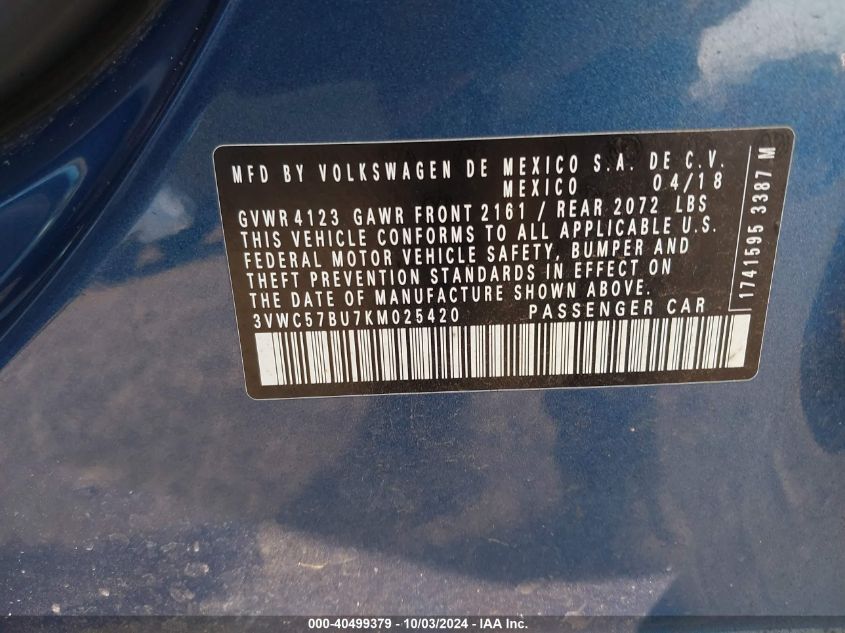 MFD BY VOLKSWAGEN DE MEXICO S.A. DE C.V.
MEXICO 04/18
GVWR 4123 GAWR FRONT 2161 / REAR 2072 LBS
THIS VEHICLE CONFORMS TO ALL APPLICABLE U.S.
FEDERAL MOTOR VEHICLE SAFETY, BUMPER AND
THEFT PREVENTION STANDARDS IN EFFECT ON
THE DATE OF MANUFACTURE SHOWN ABOVE.
3VWC57BU7KM025420 PASSENGER CAR
1741595 3387 M
000-40499379 - 10/03/2024 - IAA Inc.